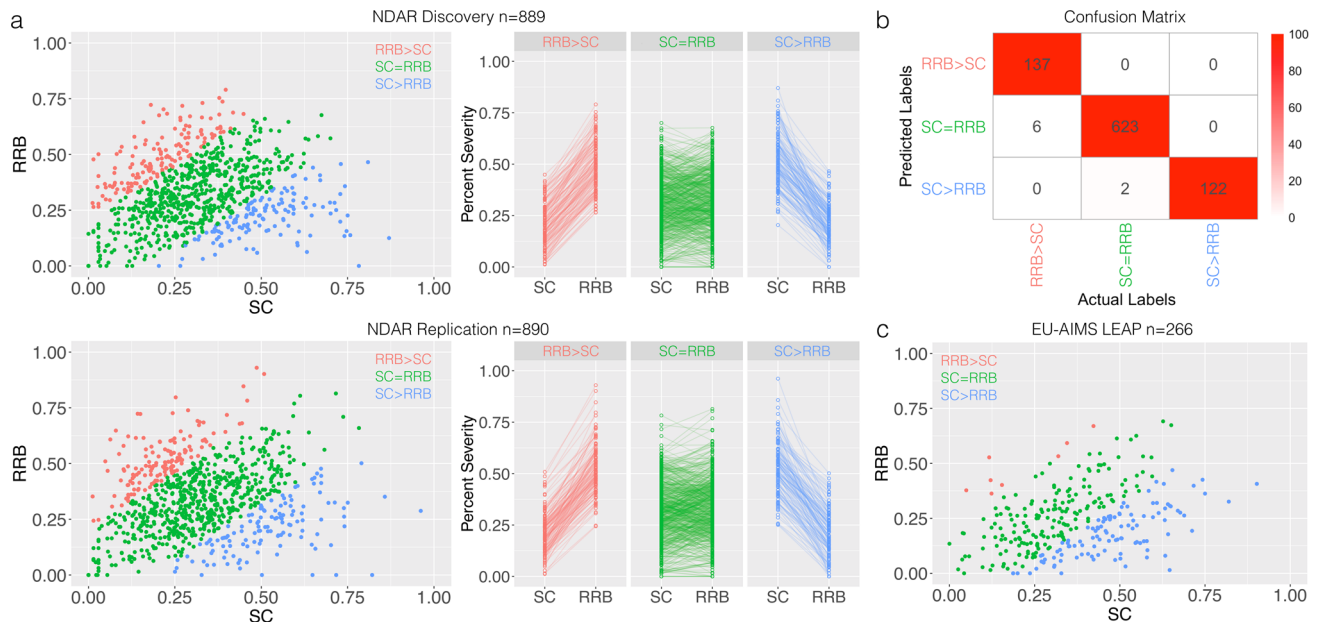 a
NDAR Discovery n=889
1.00
0.75
0.50
0.25
0.00
RRB
RRB>SC
SC=RRB
SC>RRB
0.00 0.25 0.50 0.75 1.00
SC
RRB>SC SC=RRB SC>RRB
Percent Severity
1.00
0.75
0.50
0.25
0.00
SC RRB SC RRB SC RRB
b
Confusion Matrix
Predicted Labels
RRB>SC 137 0 0
SC=RRB 6 623 0
SC>RRB 0 2 122
RRB>SC SC=RRB SC>RRB
Actual Labels
100
80
60
40
20
0
NDAR Replication n=890
1.00
0.75
0.50
0.25
0.00
RRB
RRB>SC
SC=RRB
SC>RRB
0.00 0.25 0.50 0.75 1.00
SC
RRB>SC SC=RRB SC>RRB
Percent Severity
1.00
0.75
0.50
0.25
0.00
SC RRB SC RRB SC RRB
c
EU-AIMS LEAP n=266
1.00
0.75
0.50
0.25
0.00
RRB
RRB>SC
SC=RRB
SC>RRB
0.00 0.25 0.50 0.75 1.00
SC